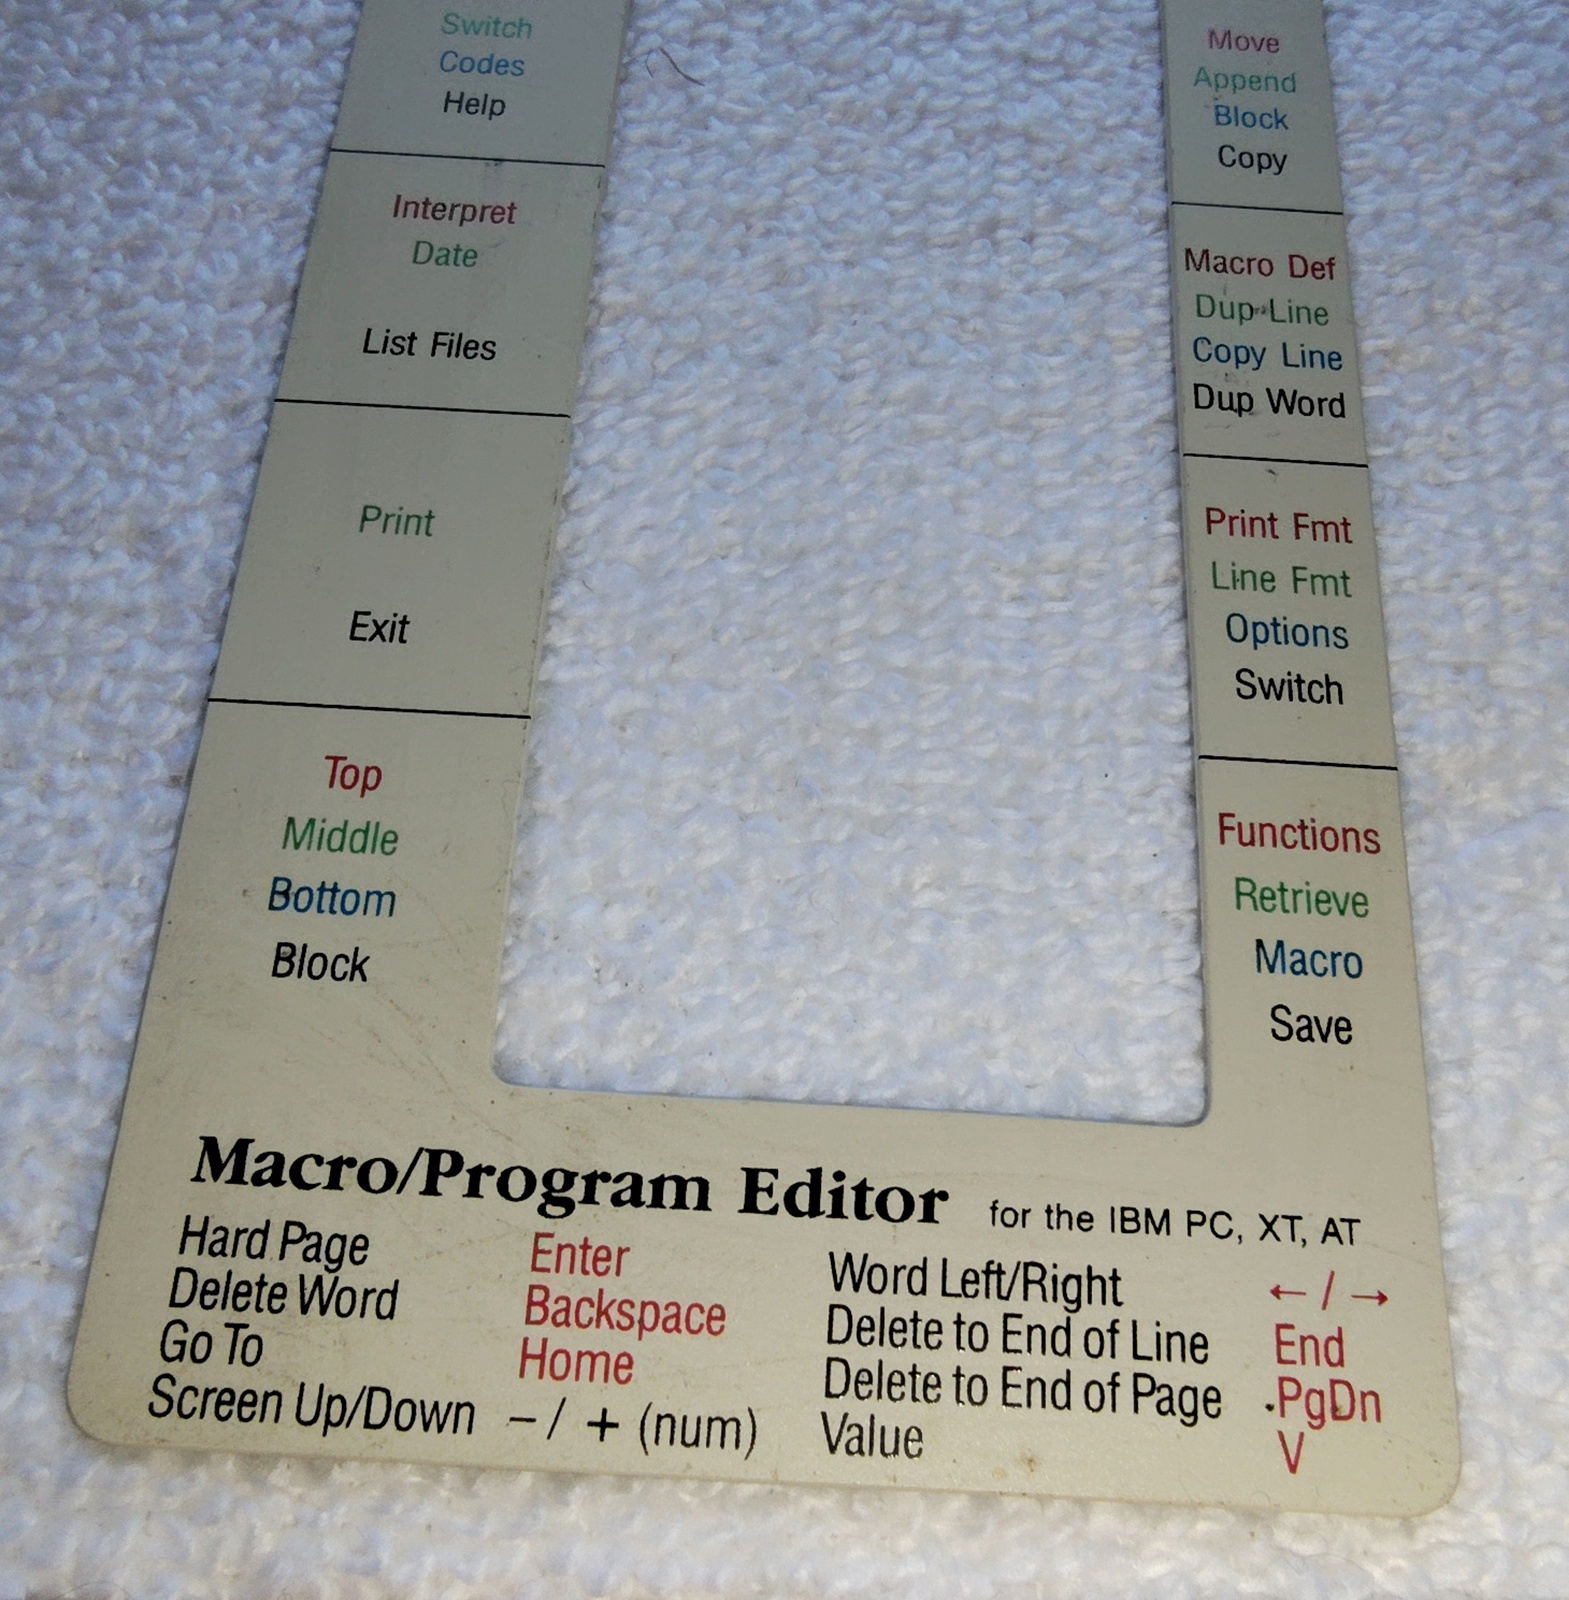 Switch
Codes
Help
Interpret
Date
List Files
Print
Exit
Top
Middle
Bottom
Block
Move
Append
Block
Copy
Macro Def
Dup Line
Copy Line
Dup Word
Print Fmt
Line Fmt
Options
Switch
Functions
Retrieve
Macro
Save
Macro/Program Editor for the IBM PC, XT, AT
Hard Page Enter
Delete Word Backspace
Go To Home
Screen Up/Down – / + (num)
Word Left/Right ← / →
Delete to End of Line End
Delete to End of Page PgDn
Value V